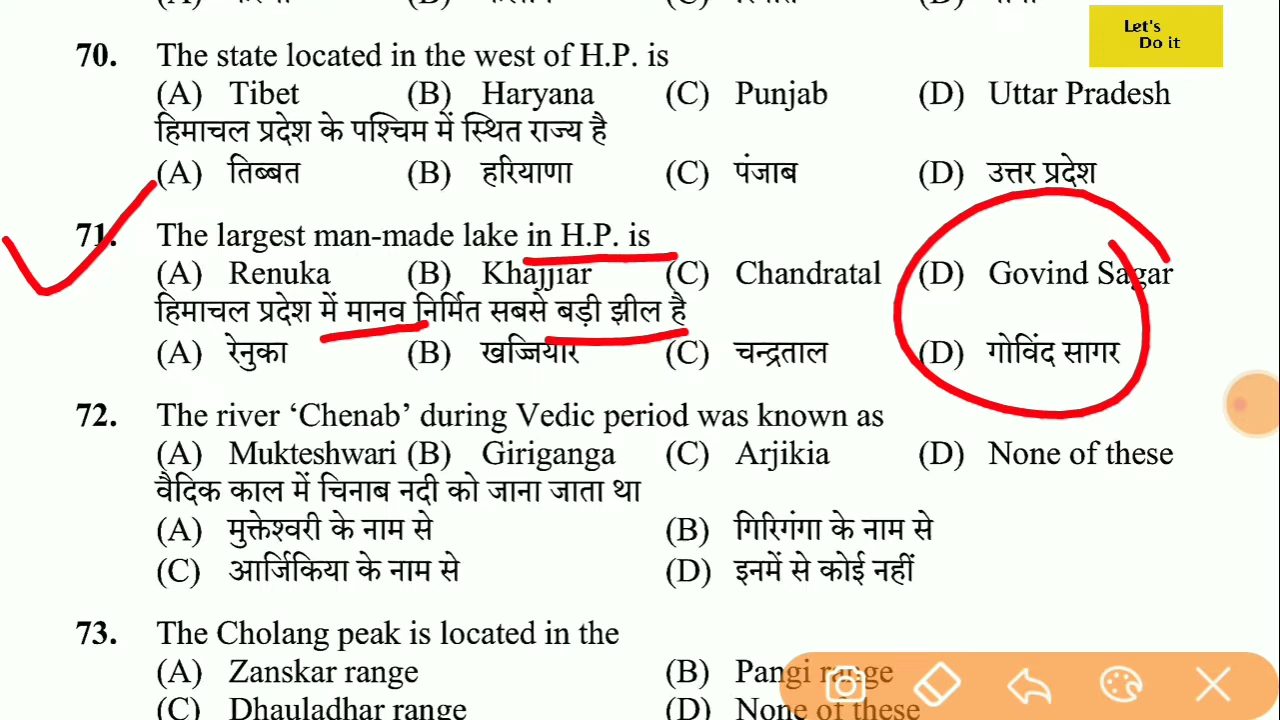 Let's
Do it
70. The state located in the west of H.P. is
(A) Tibet (B) Haryana (C) Punjab (D) Uttar Pradesh
हिमाचल प्रदेश के पश्चिम में स्थित राज्य है
(A) तिब्बत (B) हरियाणा (C) पंजाब (D) उत्तर प्रदेश
71. The largest man-made lake in H.P. is
(A) Renuka (B) Khajjiar (C) Chandratal (D) Govind Sagar
हिमाचल प्रदेश में मानव निर्मित सबसे बड़ी झील है
(A) रेनुका (B) खज्जियार (C) चन्द्रताल (D) गोविंद सागर
72. The river ‘Chenab’ during Vedic period was known as
(A) Mukteshwari (B) Giriganga (C) Arjikia (D) None of these
वैदिक काल में चिनाब नदी को जाना जाता था
(A) मुक्तेश्वरी के नाम से (B) गिरिगंगा के नाम से
(C) आर्जिकिया के नाम से (D) इनमें से कोई नहीं
73. The Cholang peak is located in the
(A) Zanskar range (B) Pangi range
(C) Dhauladhar range (D) None of these